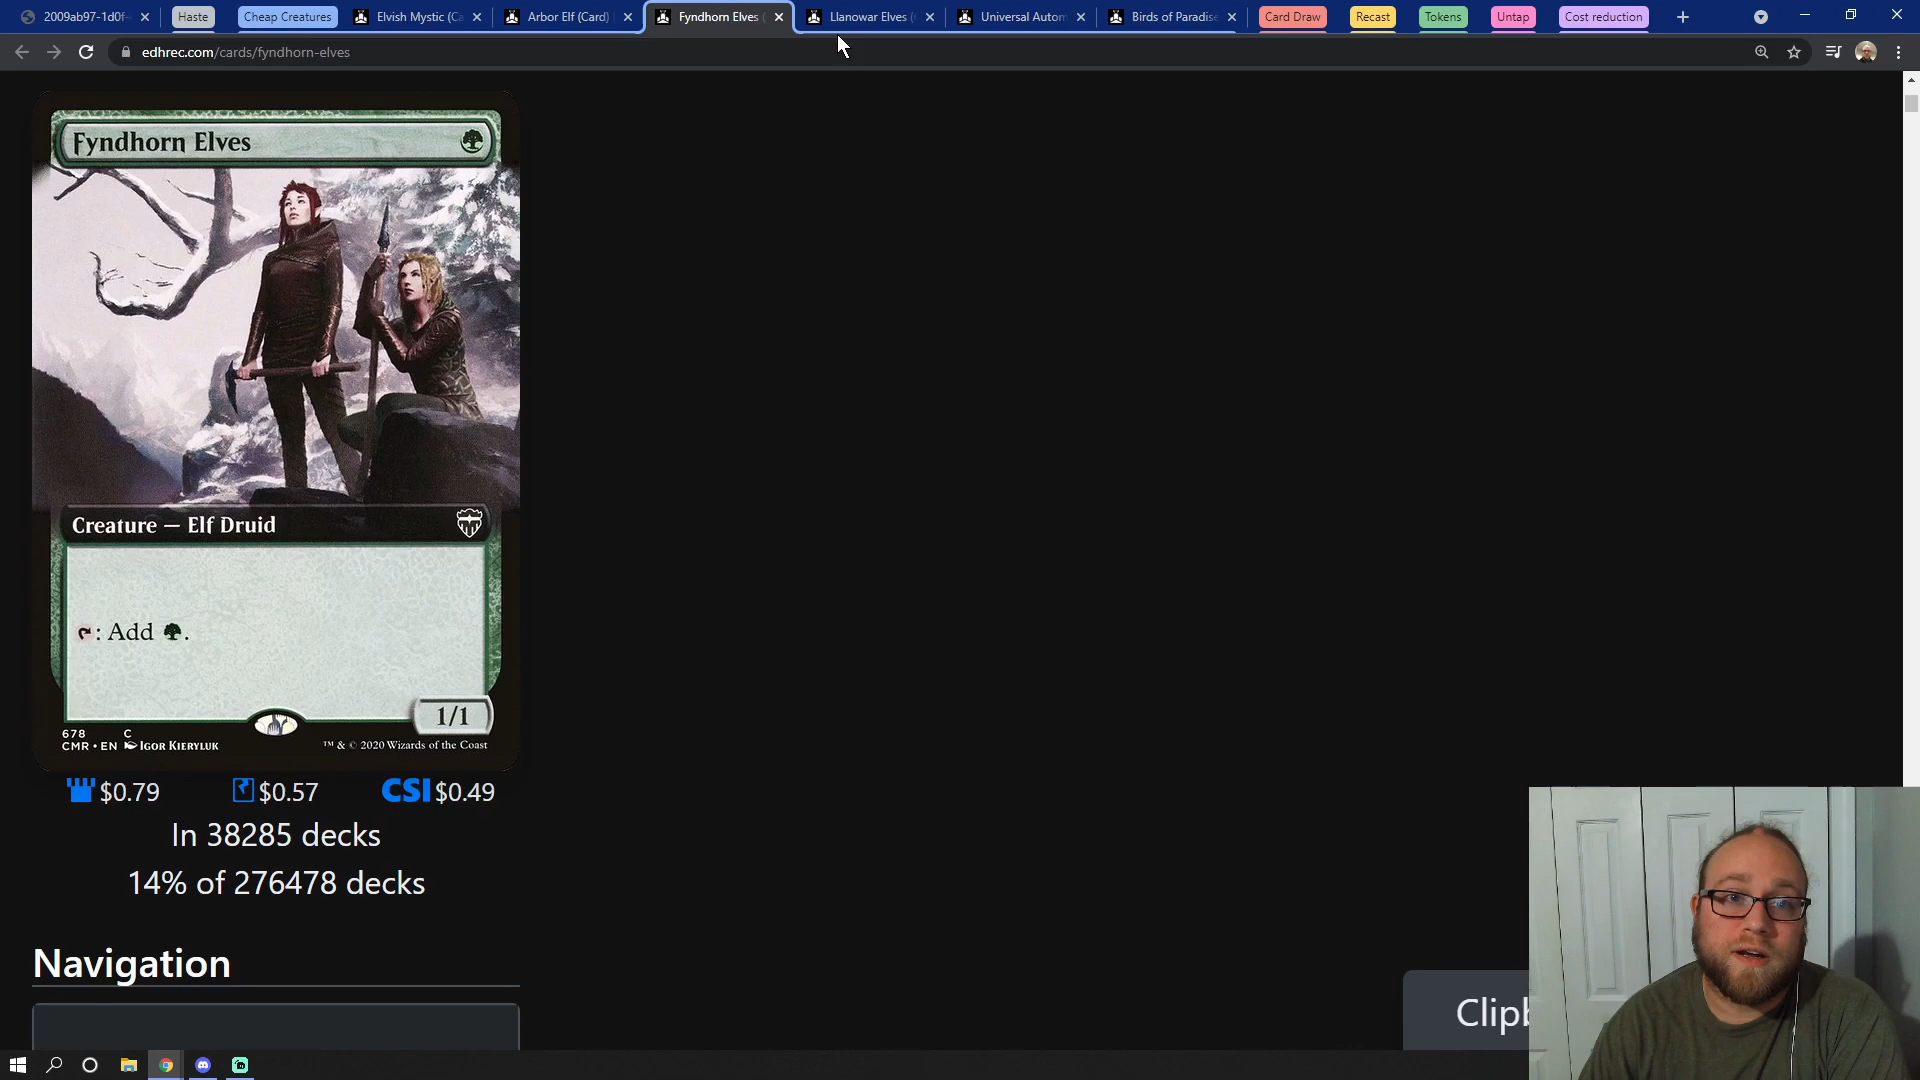 2009ab97-1d0f-
Haste
Cheap Creatures
Elvish Mystic (Ca
Arbor Elf (Card)
Fyndhorn Elves (
Llanowar Elves (
Universal Autom
Birds of Paradise
Card Draw
Recast
Tokens
Untap
Cost reduction
edhrec.com/cards/fyndhorn-elves
Fyndhorn Elves
Creature — Elf Druid
: Add .
1/1
678 C
CMR • EN Igor Kieryluk
™ & © 2020 Wizards of the Coast
$0.79 $0.57 CSI $0.49
In 38285 decks
14% of 276478 decks
Navigation
Clipb